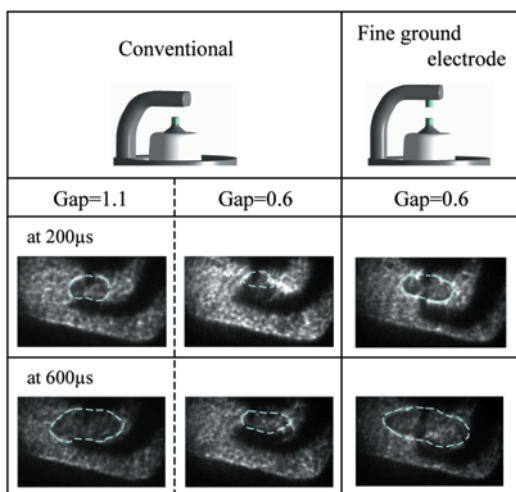 Conventional
Fine ground
electrode
Gap=1.1
Gap=0.6
Gap=0.6
at 200μs
at 600μs